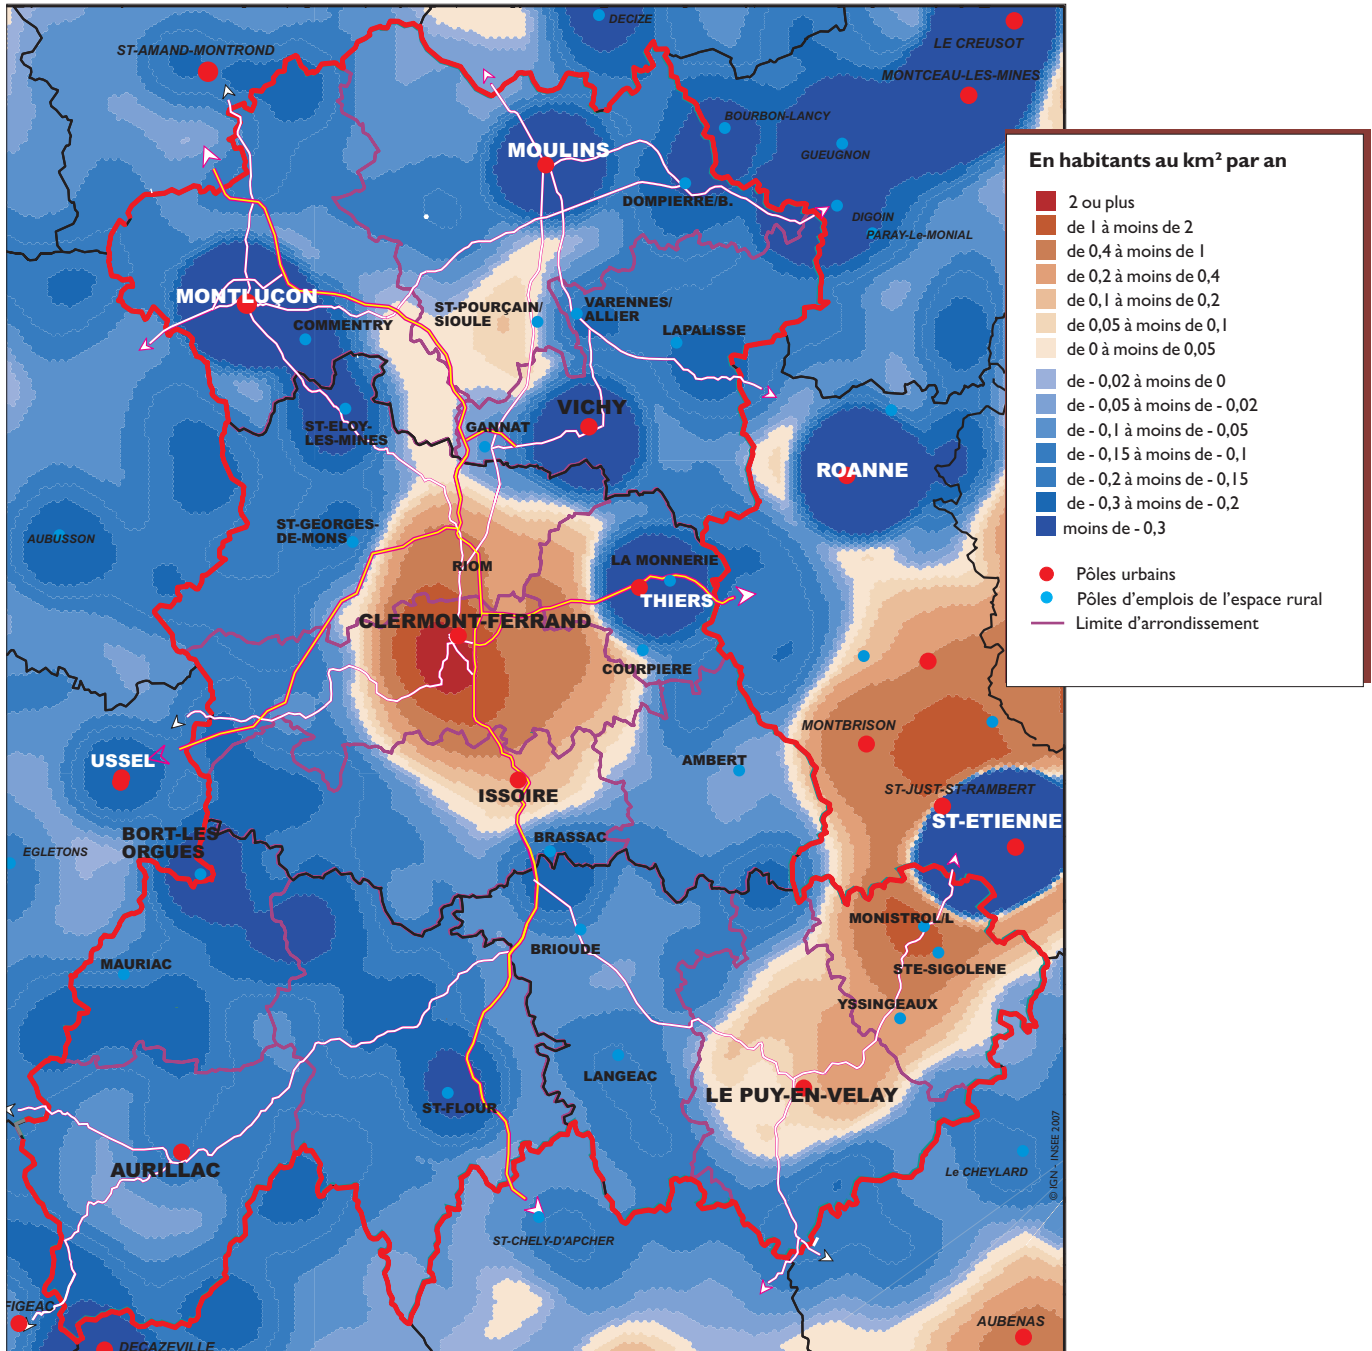 DECIZE
ST-AMAND-MONTROND
LE CREUSOT
MONTCEAU-LES-MINES
BOURBON-LANCY
GUEUGNON
MOULINS
DOMPIERRE/B.
DIGOIN
PARAY-Le-MONIAL
MONTLUÇON
COMMENTRY
ST-POURÇAIN/
SIOULE
VARENNES/
ALLIER
LAPALISSE
ST-ELOY-
LES-MINES
GANNAT
VICHY
ROANNE
AUBUSSON
ST-GEORGES-
DE-MONS
RIOM
LA MONNERIE
THIERS
CLERMONT-FERRAND
COURPIERE
MONTBRISON
USSEL
AMBERT
ISSOIRE
ST-JUST-ST-RAMBERT
ST-ETIENNE
BORT-LES
ORGUES
EGLETONS
BRASSAC
MONISTROL/L
BRIOUDE
STE-SIGOLENE
MAURIAC
YSSINGEAUX
LANGEAC
LE PUY-EN-VELAY
ST-FLOUR
AURILLAC
Le CHEYLARD
ST-CHELY-D'APCHER
FIGEAC
DECAZEVILLE
AUBENAS
© IGN - INSEE 2007
En habitants au km² par an
2 ou plus
de 1 à moins de 2
de 0,4 à moins de 1
de 0,2 à moins de 0,4
de 0,1 à moins de 0,2
de 0,05 à moins de 0,1
de 0 à moins de 0,05
de - 0,02 à moins de 0
de - 0,05 à moins de - 0,02
de - 0,1 à moins de - 0,05
de - 0,15 à moins de - 0,1
de - 0,2 à moins de - 0,15
de - 0,3 à moins de - 0,2
moins de - 0,3
Pôles urbains
Pôles d'emplois de l'espace rural
Limite d'arrondissement